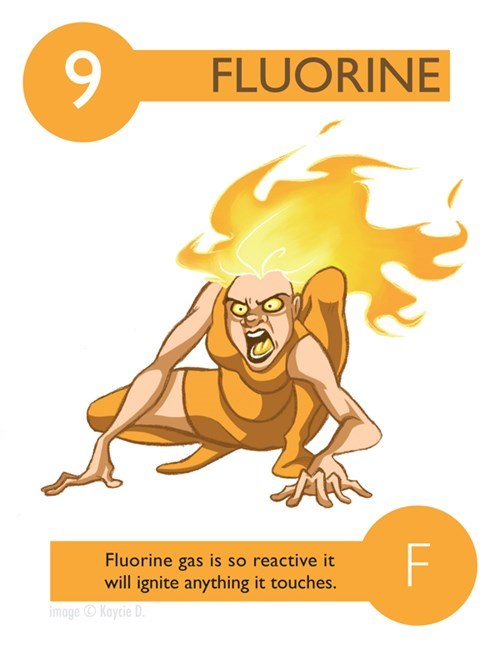 9
FLUORINE
Fluorine gas is so reactive it
will ignite anything it touches.
F
image © Kaycie D.